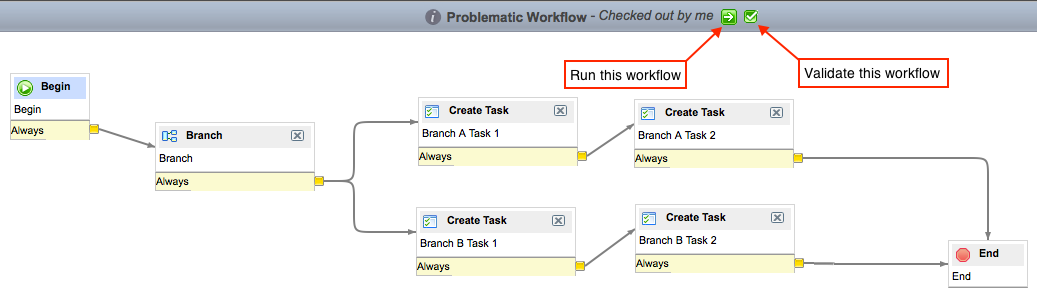 Problematic Workflow - Checked out by me
Run this workflow
Validate this workflow
Begin
Begin
Always
Branch
Branch
Always
Create Task
Branch A Task 1
Always
Create Task
Branch A Task 2
Always
Create Task
Branch B Task 1
Always
Create Task
Branch B Task 2
Always
End
End